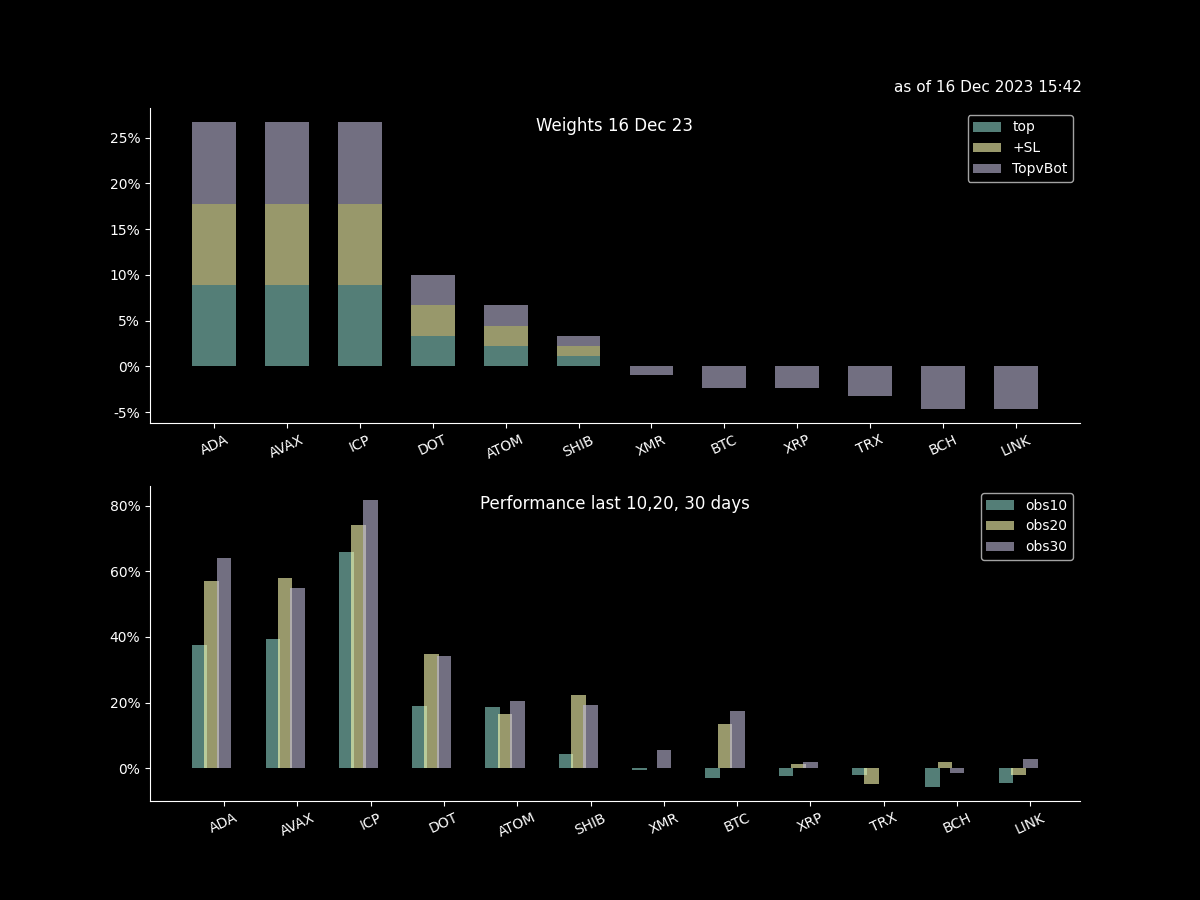 as of 16 Dec 2023 15:42
Weights 16 Dec 23
top
+SL
TopvBot
25%
20%
15%
10%
5%
0%
-5%
ADA AVAX ICP DOT ATOM SHIB XMR BTC XRP TRX BCH LINK
Performance last 10,20, 30 days
obs10
obs20
obs30
80%
60%
40%
20%
0%
ADA AVAX ICP DOT ATOM SHIB XMR BTC XRP TRX BCH LINK